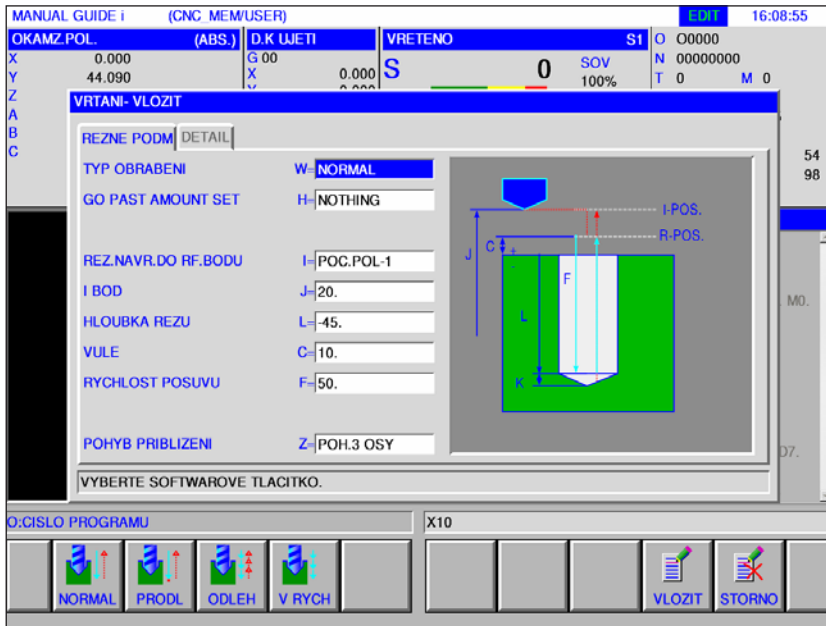 MANUAL GUIDE i (CNC_MEM/USER) EDIT 16:08:55
OKAMZ.POL. (ABS.) D.K UJETI VRETENO S1 O O0000
X 0.000 G 00 N 00000000
Y 44.090 X 0.000 S 0 SOV 100% T 0 M 0
Z
A
B
C
54
98
VRTANI- VLOZIT
REZNE PODM DETAIL
TYP OBRABENI W= NORMAL
GO PAST AMOUNT SET H= NOTHING
REZ.NAVR.DO RF.BODU I= POC.POL-1
I BOD J= 20.
HLOUBKA REZU L= -45.
VULE C= 10.
RYCHLOST POSUVU F= 50.
POHYB PRIBLIZENI Z= POH.3 OSY
I-POS.
R-POS.
J
C
+
-
F
L
K
M0.
D7.
VYBERTE SOFTWAROVE TLACITKO.
O:CISLO PROGRAMU X10
NORMAL PRODL ODLEH V RYCH VLOZIT STORNO